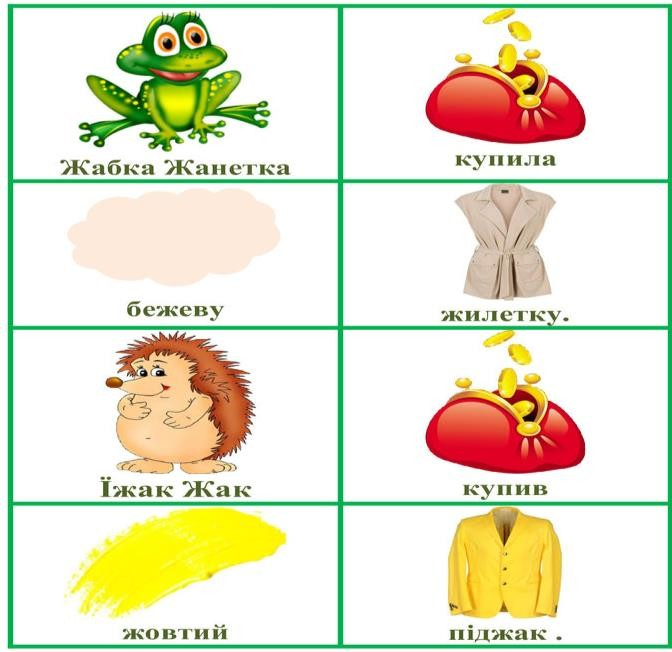 Жабка Жанетка
купила
бежеву
жилетку.
Їжак Жак
купив
жовтий
піджак .